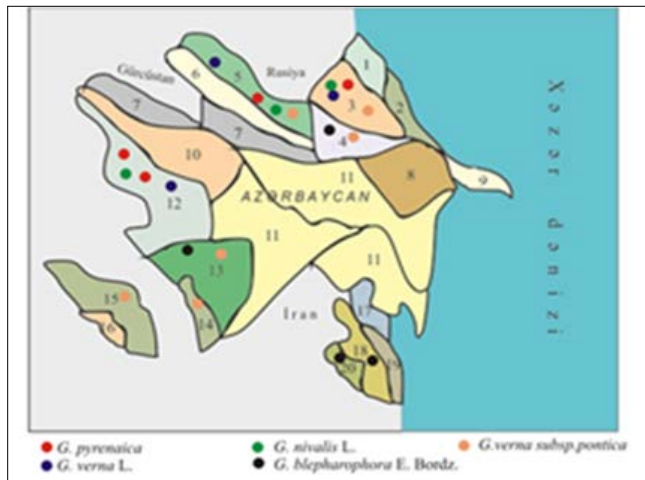 Gürcüstan
Rusiya
1
5
6
3
2
7
7
4
10
11
8
9
AZƏRBAYCAN
12
11
11
13
15
14
İran
17
16
18
19
20
Xəzər dənizi
G. pyrenaica
G. nivalis L.
G.verna subsp.pontica
G. verna L.
G. blepharophora E. Bordz.